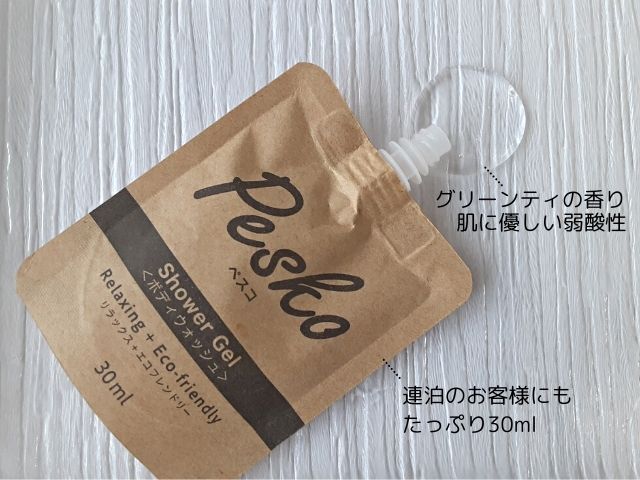 Pesko
ペスコ
Shower Gel
<ボディウォッシュ>
Relaxing + Eco-friendly
リラックス+エコフレンドリー
30ml
グリーンティの香り
肌に優しい弱酸性
連泊のお客様にも
たっぷり30ml